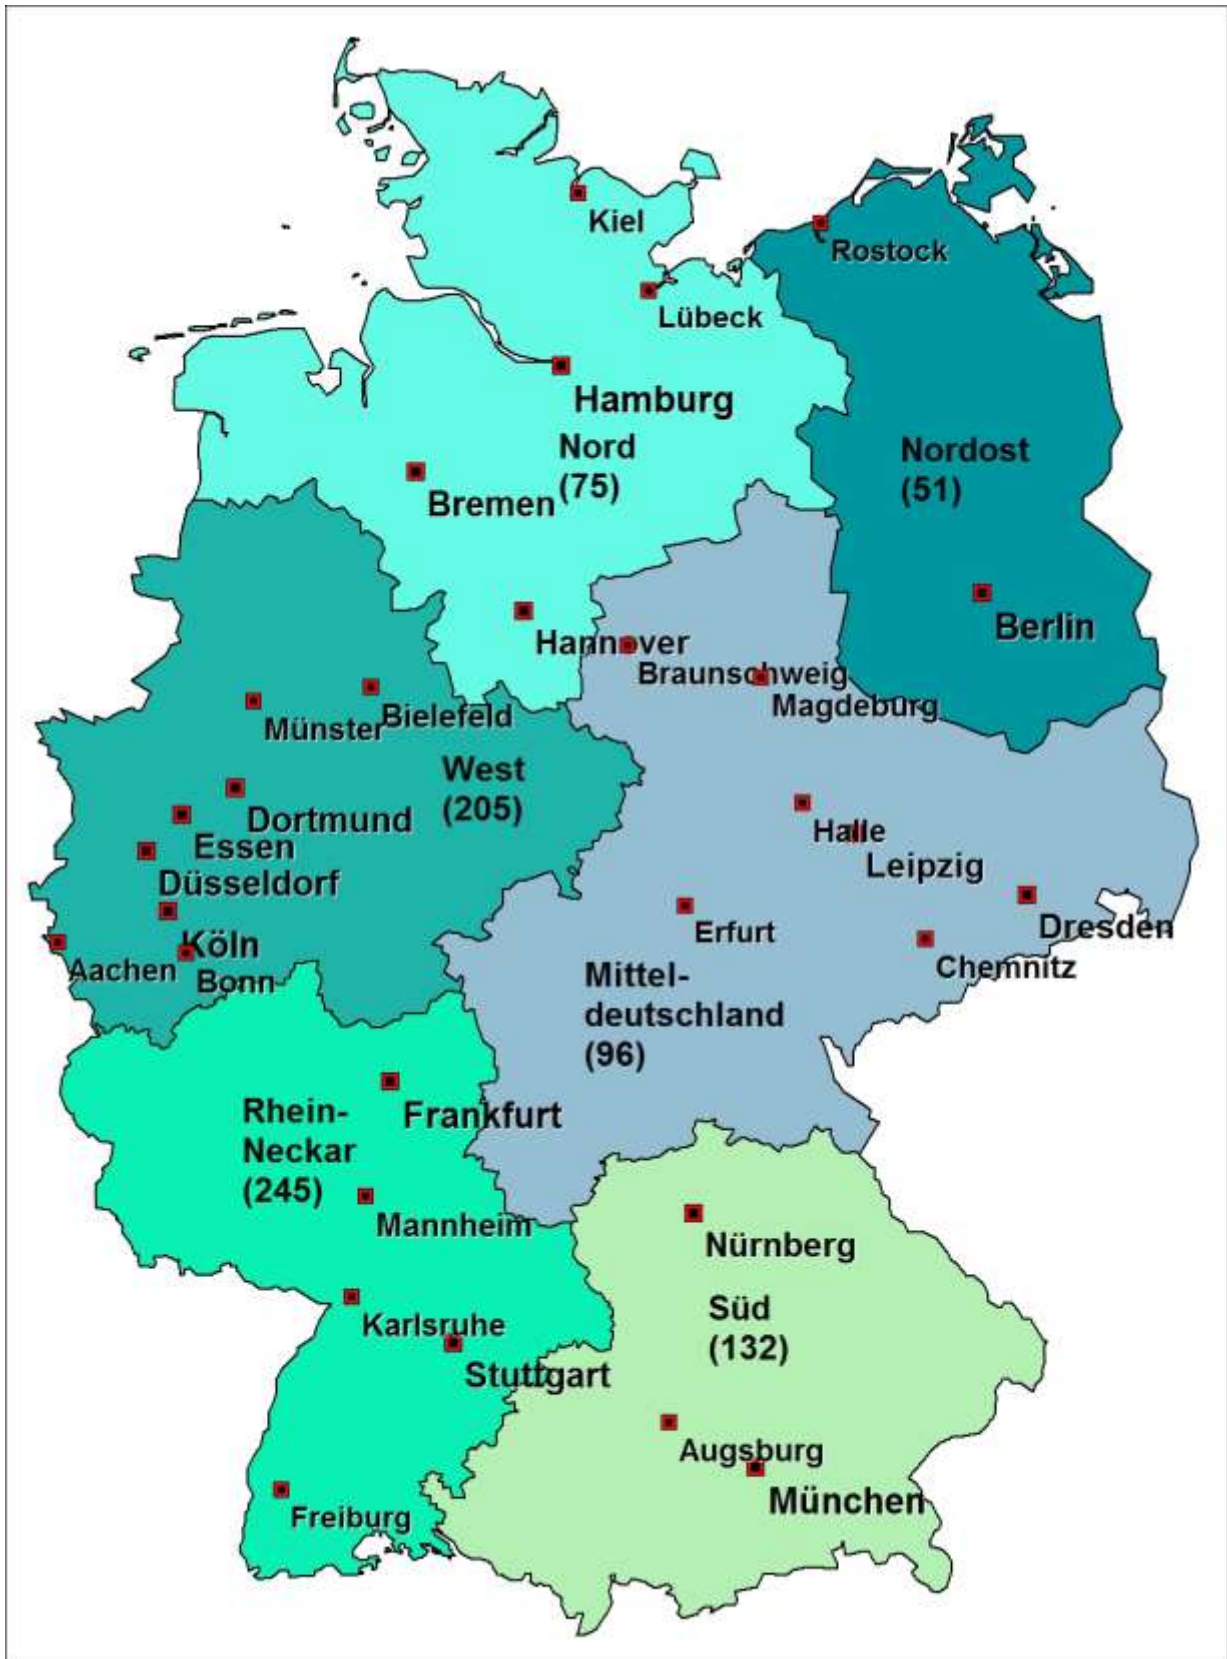 Kiel
Rostock
Lübeck
Hamburg
Nord
(75)
Nordost
(51)
Bremen
Hannover
Berlin
Braunschweig
Magdeburg
Bielefeld
Münster
West
(205)
Dortmund
Halle
Essen
Leipzig
Düsseldorf
Dresden
Erfurt
Köln
Aachen
Bonn
Chemnitz
Mittel-
deutschland
(96)
Rhein-
Neckar
(245)
Frankfurt
Mannheim
Nürnberg
Süd
(132)
Karlsruhe
Stuttgart
Augsburg
München
Freiburg